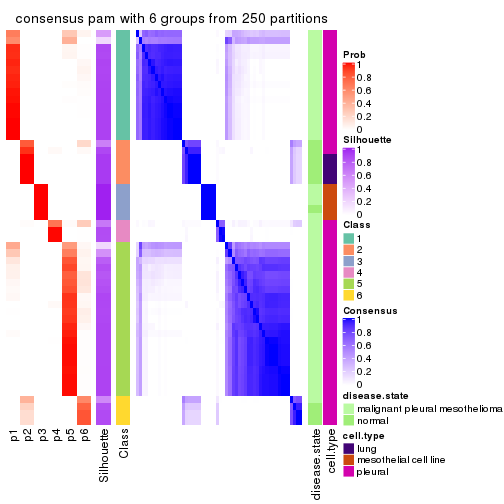 consensus pam with 6 groups from 250 partitions
Prob
1
0.8
0.6
0.4
0.2
0
Silhouette
1
0.8
0.6
0.4
0.2
0
Class
1
2
3
4
5
6
Consensus
1
0.8
0.6
0.4
0.2
0
disease.state
malignant pleural mesothelioma
normal
cell.type
lung
mesothelial cell line
pleural
p1
p2
p3
p4
p5
p6
Silhouette
Class
disease.state
cell.type